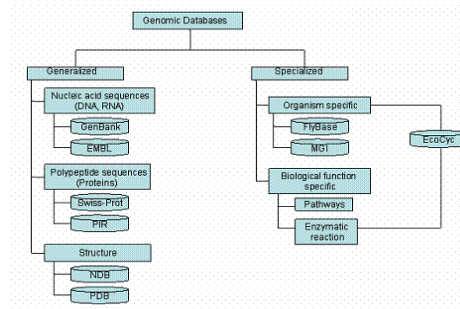 Genomic Databases
Generalized
Specialized
Nucleic acid sequences
(DNA, RNA)
GenBank
EMBL
Polypeptide sequences
(Proteins)
Swiss-Prot
PIR
Structure
NDB
PDB
Organism specific
FlyBase
MGI
EcoCyc
Biological function
specific
Pathways
Enzymatic
reaction